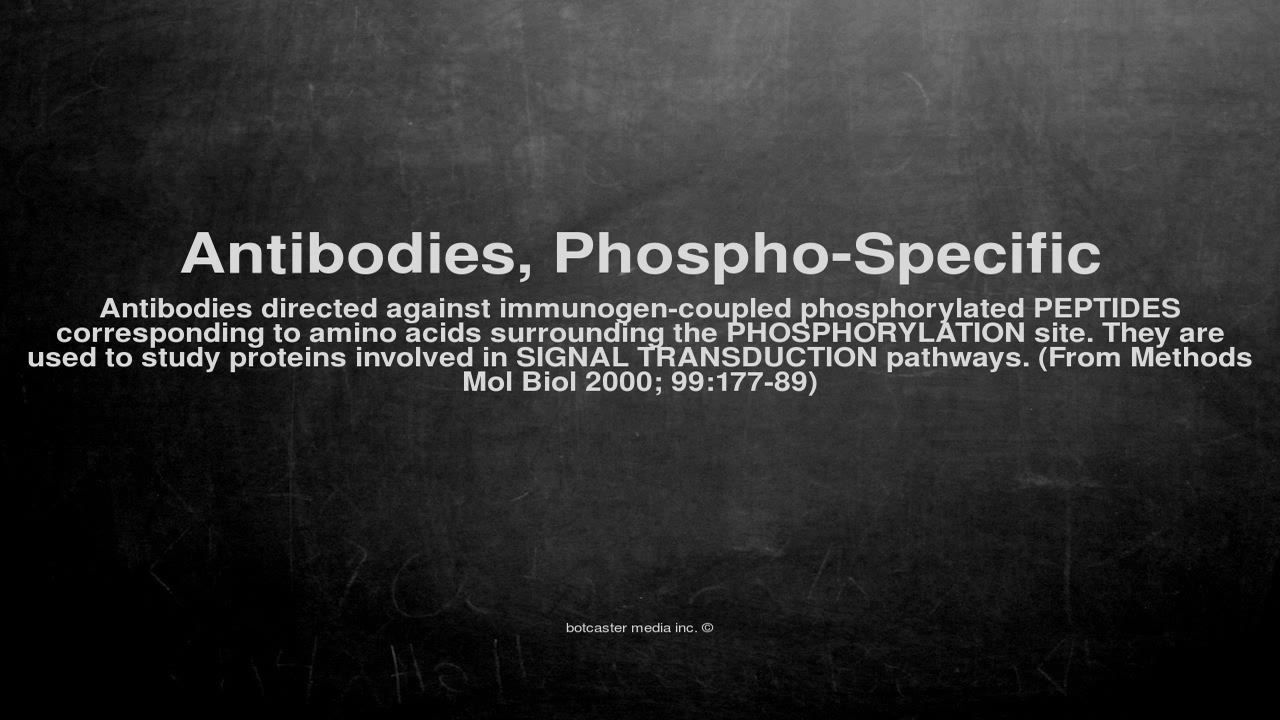 Antibodies, Phospho-Specific
Antibodies directed against immunogen-coupled phosphorylated PEPTIDES
corresponding to amino acids surrounding the PHOSPHORYLATION site. They are
used to study proteins involved in SIGNAL TRANSDUCTION pathways. (From Methods
Mol Biol 2000; 99:177-89)
botcaster media inc. ©